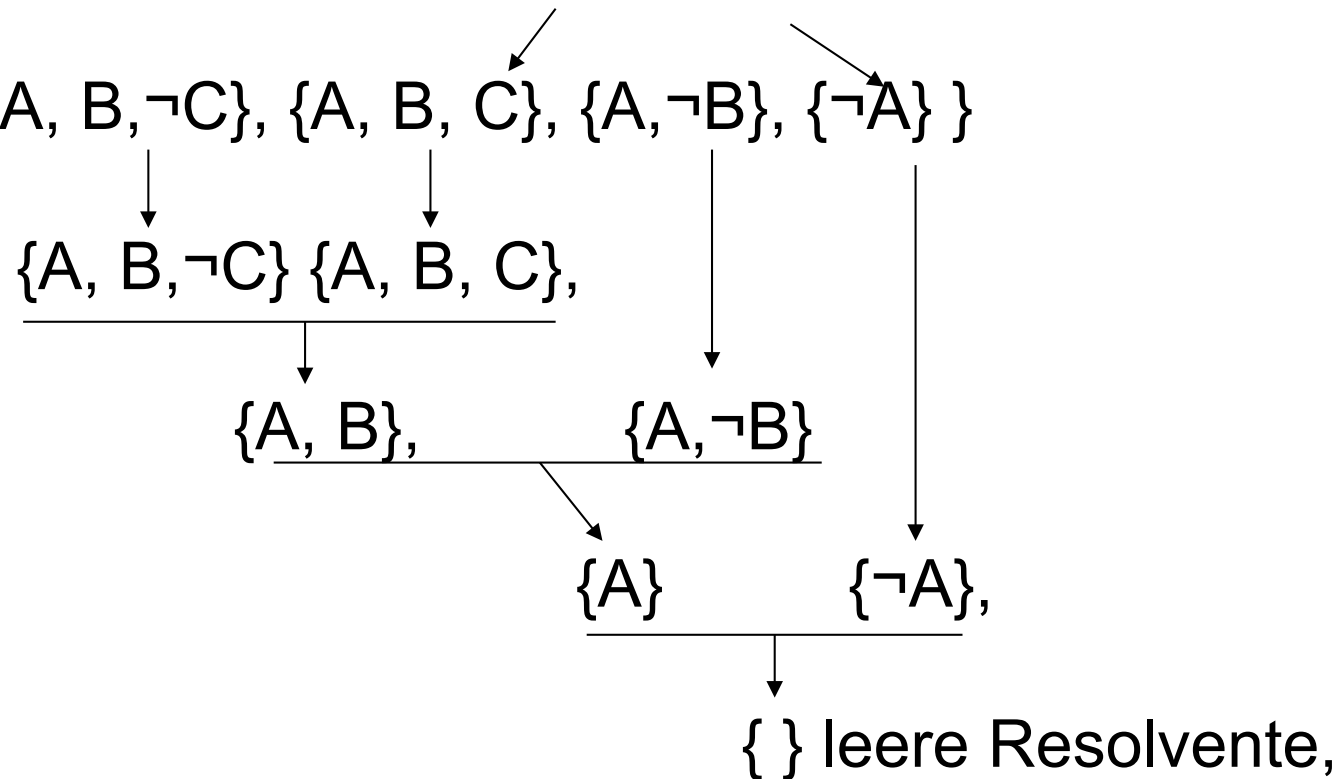 A, B,¬C}, {A, B, C}, {A,¬B}, {¬A} }
{A, B,¬C} {A, B, C},
{A, B}, {A,¬B}
{A} {¬A},
{ } leere Resolvente,